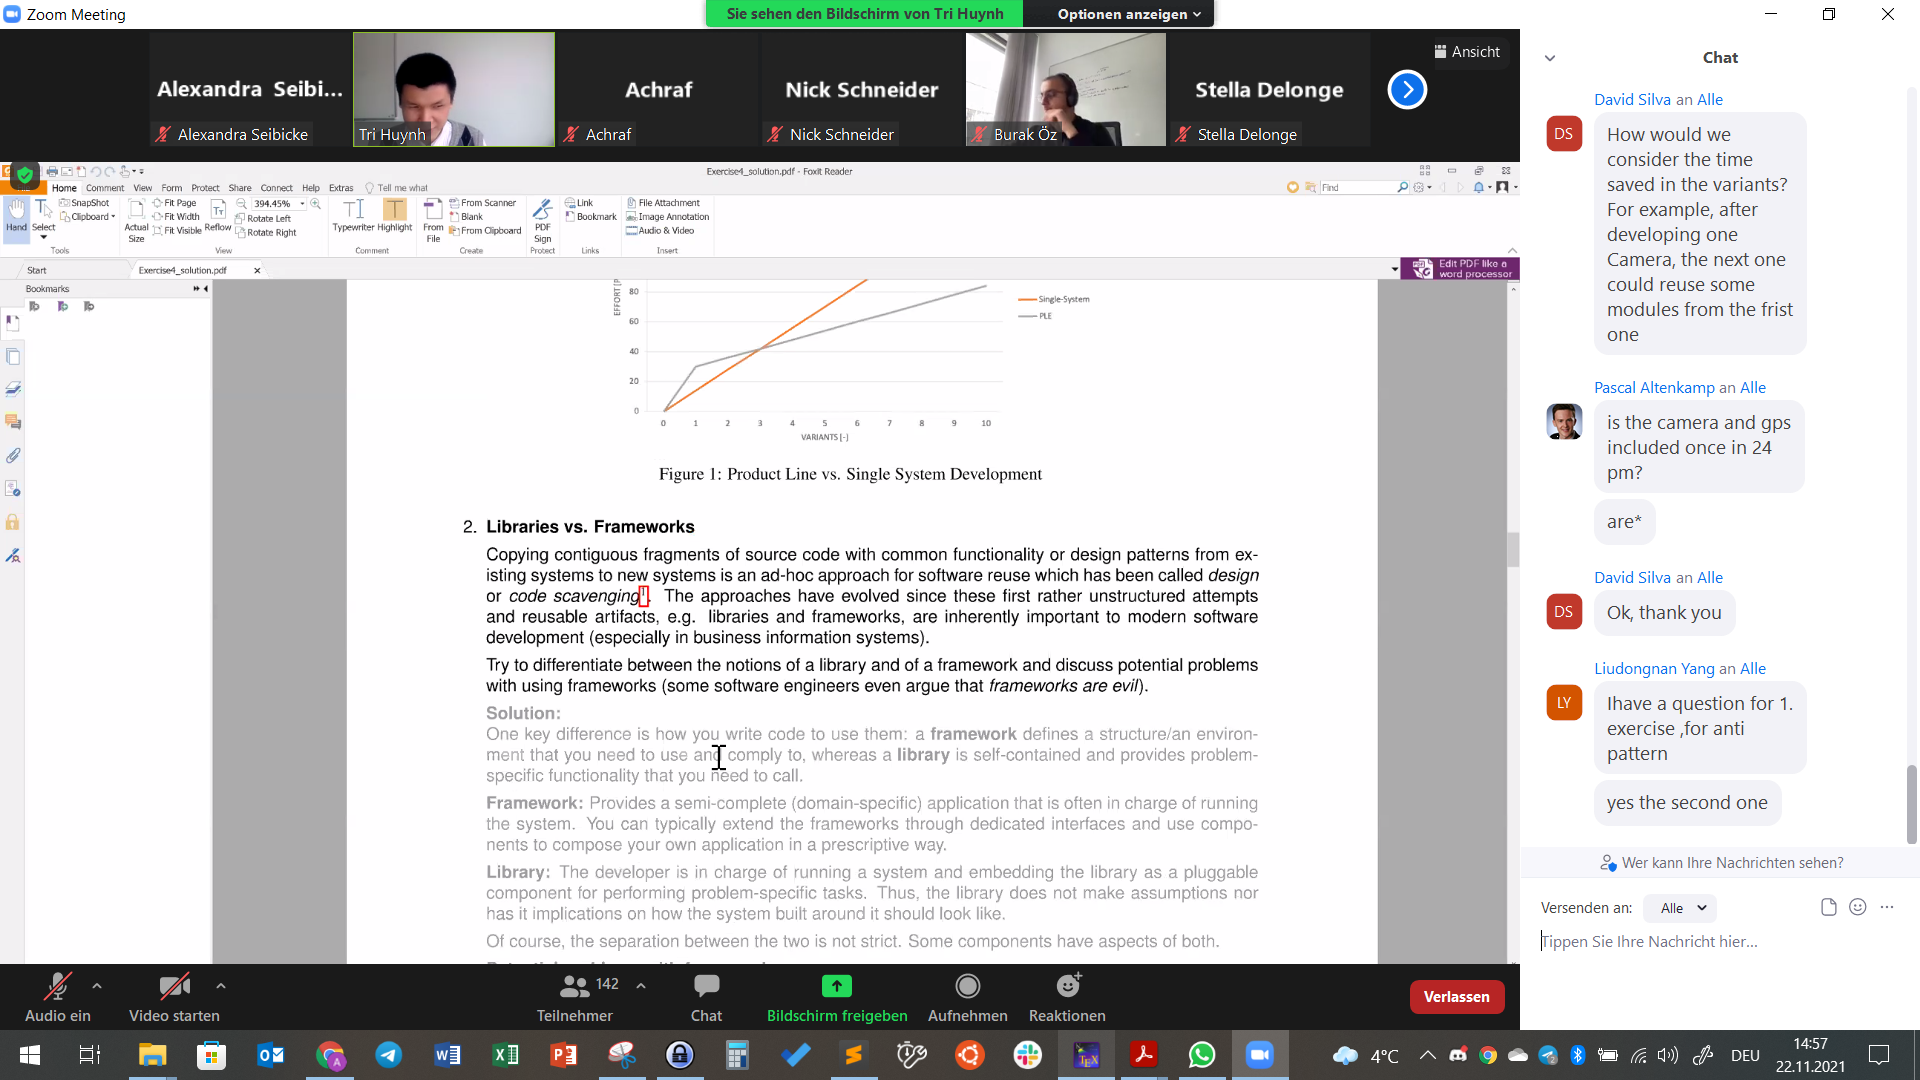 Zoom Meeting
Sie sehen den Bildschirm von Tri Huynh
Optionen anzeigen
Alexandra Seibi...
Alexandra Seibicke
Tri Huynh
Achraf
Achraf
Nick Schneider
Nick Schneider
Burak Öz
Stella Delonge
Stella Delonge
Ansicht
Exercise4_solution.pdf - Foxit Reader
Home Comment View Form Protect Share Connect Help Extras Tell me what
Find
Hand
Select
SnapShot
Clipboard
Tools
Actual
Size
Fit Page
Fit Width
Fit Visible
Reflow
394.45%
Rotate Left
Rotate Right
View
Typewriter
Highlight
Comment
From
File
From Scanner
Blank
From Clipboard
Create
PDF
Sign
Protect
Link
Bookmark
Links
File Attachment
Image Annotation
Audio & Video
Insert
Start
Exercise4_solution.pdf
Edit PDF like a
word processor
Bookmarks
80
60
40
20
0
0 1 2 3 4 5 6 7 8 9 10
VARIANTS [-]
Single-System
PLE
Figure 1: Product Line vs. Single System Development
2. Libraries vs. Frameworks
Copying contiguous fragments of source code with common functionality or design patterns from ex-
isting systems to new systems is an ad-hoc approach for software reuse which has been called design
or code scavenging1. The approaches have evolved since these first rather unstructured attempts
and reusable artifacts, e.g. libraries and frameworks, are inherently important to modern software
development (especially in business information systems).
Try to differentiate between the notions of a library and of a framework and discuss potential problems
with using frameworks (some software engineers even argue that frameworks are evil).
Solution:
One key difference is how you write code to use them: a framework defines a structure/an environ-
ment that you need to use and comply to, whereas a library is self-contained and provides problem-
specific functionality that you need to call.
Framework: Provides a semi-complete (domain-specific) application that is often in charge of running
the system. You can typically extend the frameworks through dedicated interfaces and use compo-
nents to compose your own application in a prescriptive way.
Library: The developer is in charge of running a system and embedding the library as a pluggable
component for performing problem-specific tasks. Thus, the library does not make assumptions nor
has it implications on how the system built around it should look like.
Of course, the separation between the two is not strict. Some components have aspects of both.
Chat
David Silva an Alle
DS
How would we
consider the time
saved in the variants?
For example, after
developing one
Camera, the next one
could reuse some
modules from the frist
one
Pascal Altenkamp an Alle
is the camera and gps
included once in 24
pm?
are*
David Silva an Alle
DS
Ok, thank you
Liudongnan Yang an Alle
LY
Ihave a question for 1.
exercise ,for anti
pattern
yes the second one
Wer kann Ihre Nachrichten sehen?
Versenden an: Alle
Tippen Sie Ihre Nachricht hier...
Audio ein
Video starten
142
Teilnehmer
Chat
Bildschirm freigeben
Aufnehmen
Reaktionen
Verlassen
4°C
DEU
14:57
22.11.2021